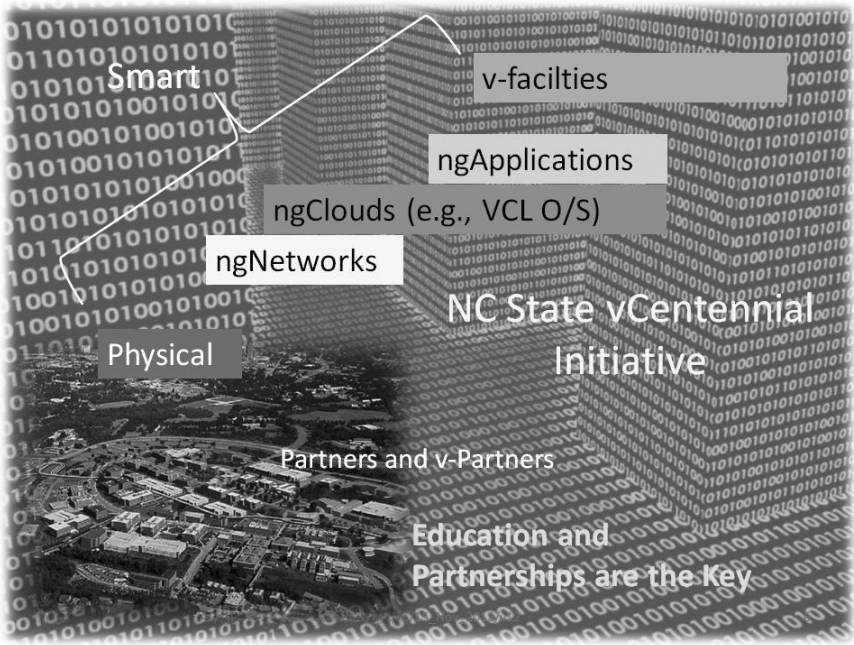 Smart
v-facilties
ngApplications
ngClouds (e.g., VCL O/S)
ngNetworks
NC State vCentennial
Initiative
Physical
Partners and v-Partners
Education and
Partnerships are the Key